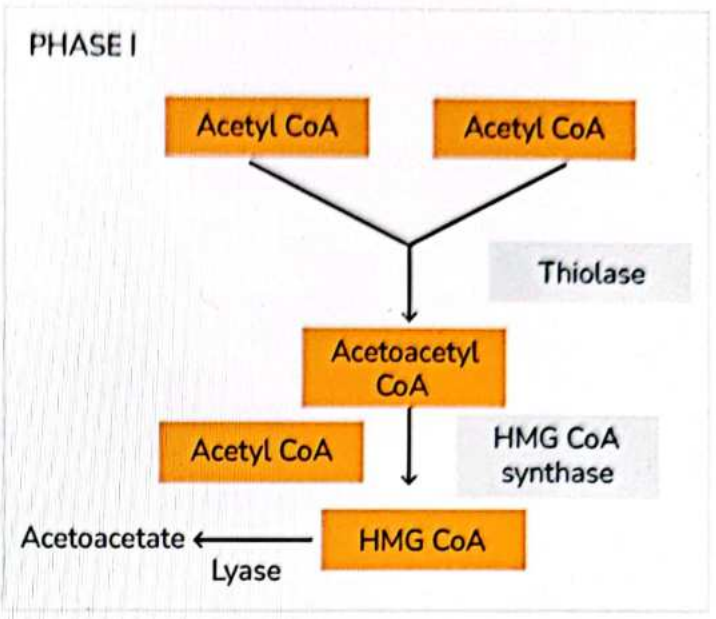 PHASE I
Acetyl CoA
Acetyl CoA
Thiolase
Acetoacetyl
CoA
Acetyl CoA
HMG CoA
synthase
Acetoacetate
Lyase
HMG CoA